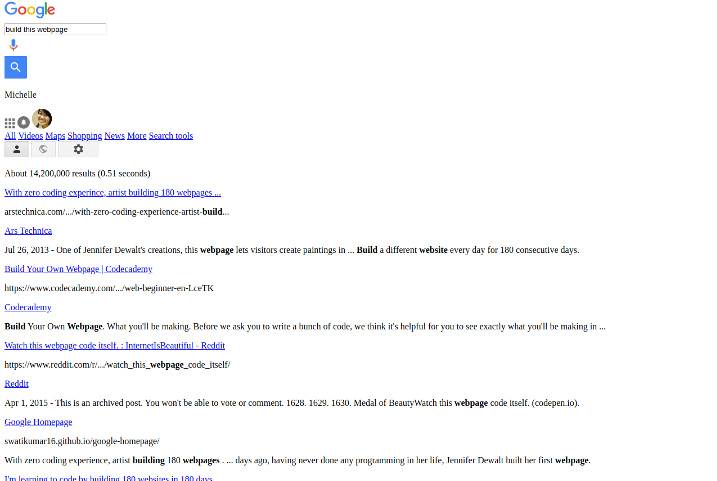 Google
build this webpage
Michelle
All Videos Maps Shopping News More Search tools
About 14,200,000 results (0.51 seconds)
With zero coding experince, artist building 180 webpages ...
arstechnica.com/.../with-zero-coding-experience-artist-build...
Ars Technica
Jul 26, 2013 - One of Jennifer Dewalt's creations, this webpage lets visitors create paintings in ... Build a different website every day for 180 consecutive days.
Build Your Own Webpage | Codecademy
https://www.codecademy.com/.../web-beginner-en-LceTK
Codecademy
Build Your Own Webpage. What you'll be making. Before we ask you to write a bunch of code, we think it's helpful for you to see exactly what you'll be making in ...
Watch this webpage code itself. : InternetIsBeautiful - Reddit
https://www.reddit.com/r/.../watch_this_webpage_code_itself/
Reddit
Apr 1, 2015 - This is an archived post. You won't be able to vote or comment. 1628. 1629. 1630. Medal of BeautyWatch this webpage code itself. (codepen.io).
Google Homepage
swatikumar16.github.io/google-homepage/
With zero coding experience, artist building 180 webpages . ... days ago, having never done any programming in her life, Jennifer Dewalt built her first webpage.
I'm learning to code by building 180 websites in 180 days.